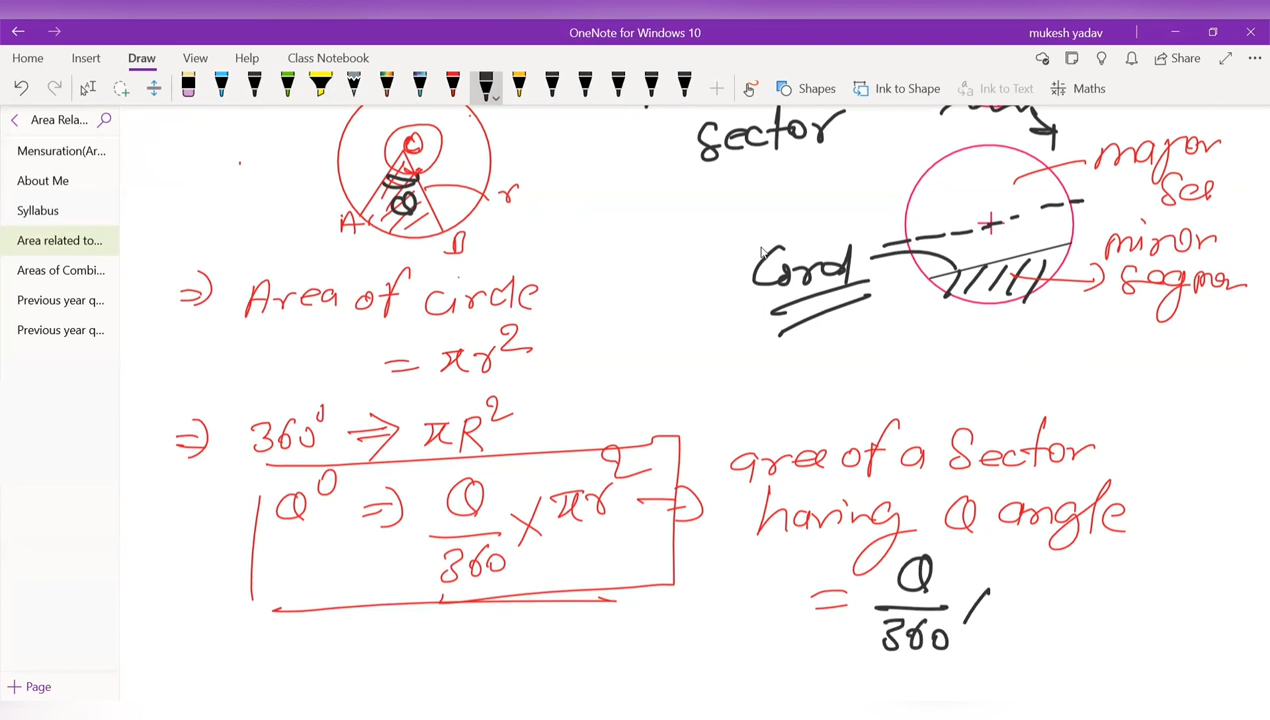 OneNote for Windows 10
mukesh yadav
Home Insert Draw View Help Class Notebook
Share
Shapes Ink to Shape Ink to Text Maths
Area Rela...
Mensuration(Ar...
About Me
Syllabus
Area related to...
Areas of Combi...
Previous year q...
Previous year q...
Page
O
Q
A
B
r
sector
major
minor
Cord
⇒ Area of circle
= πr²
⇒ 360° ⇒ πR²
Q° ⇒ Q/360 × πr² ⇒
area of a Sector
having Q angle
= Q/360